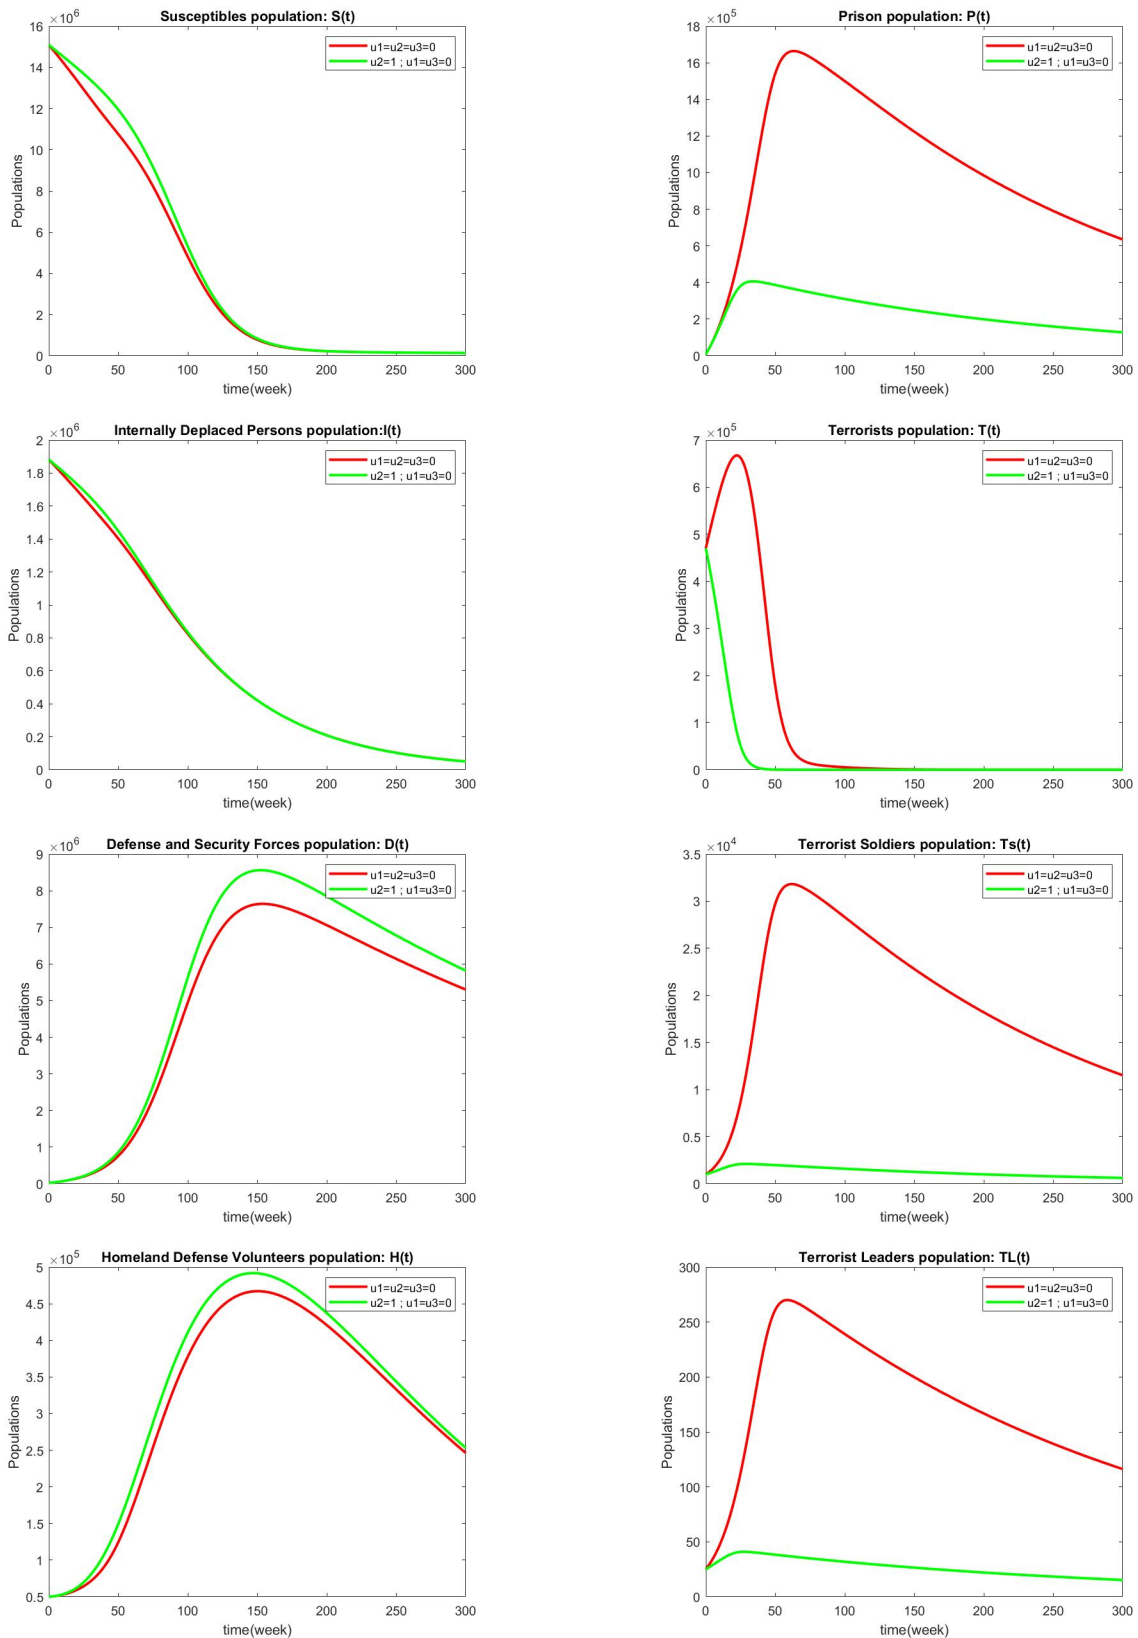 Susceptibles population: S(t)
×10⁶
16
14
12
10
8
6
4
2
0
Populations
0 50 100 150 200 250 300
time(week)
u1=u2=u3=0
u2=1 ; u1=u3=0
Prison population: P(t)
×10⁵
18
16
14
12
10
8
6
4
2
0
Populations
0 50 100 150 200 250 300
time(week)
u1=u2=u3=0
u2=1 ; u1=u3=0
Internally Deplaced Persons population:I(t)
×10⁶
2
1.8
1.6
1.4
1.2
1
0.8
0.6
0.4
0.2
0
Populations
0 50 100 150 200 250 300
time(week)
u1=u2=u3=0
u2=1 ; u1=u3=0
Terrorists population: T(t)
×10⁵
7
6
5
4
3
2
1
0
Populations
0 50 100 150 200 250 300
time(week)
u1=u2=u3=0
u2=1 ; u1=u3=0
Defense and Security Forces population: D(t)
×10⁶
9
8
7
6
5
4
3
2
1
0
Populations
0 50 100 150 200 250 300
time(week)
u1=u2=u3=0
u2=1 ; u1=u3=0
Terrorist Soldiers population: Ts(t)
×10⁴
3.5
3
2.5
2
1.5
1
0.5
0
Populations
0 50 100 150 200 250 300
time(week)
u1=u2=u3=0
u2=1 ; u1=u3=0
Homeland Defense Volunteers population: H(t)
×10⁵
5
4.5
4
3.5
3
2.5
2
1.5
1
0.5
Populations
0 50 100 150 200 250 300
time(week)
u1=u2=u3=0
u2=1 ; u1=u3=0
Terrorist Leaders population: TL(t)
300
250
200
150
100
50
0
Populations
0 50 100 150 200 250 300
time(week)
u1=u2=u3=0
u2=1 ; u1=u3=0